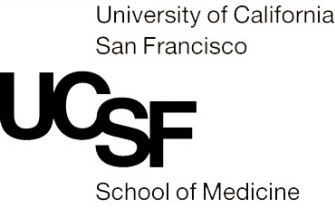 University of California
San Francisco
UCSF
School of Medicine